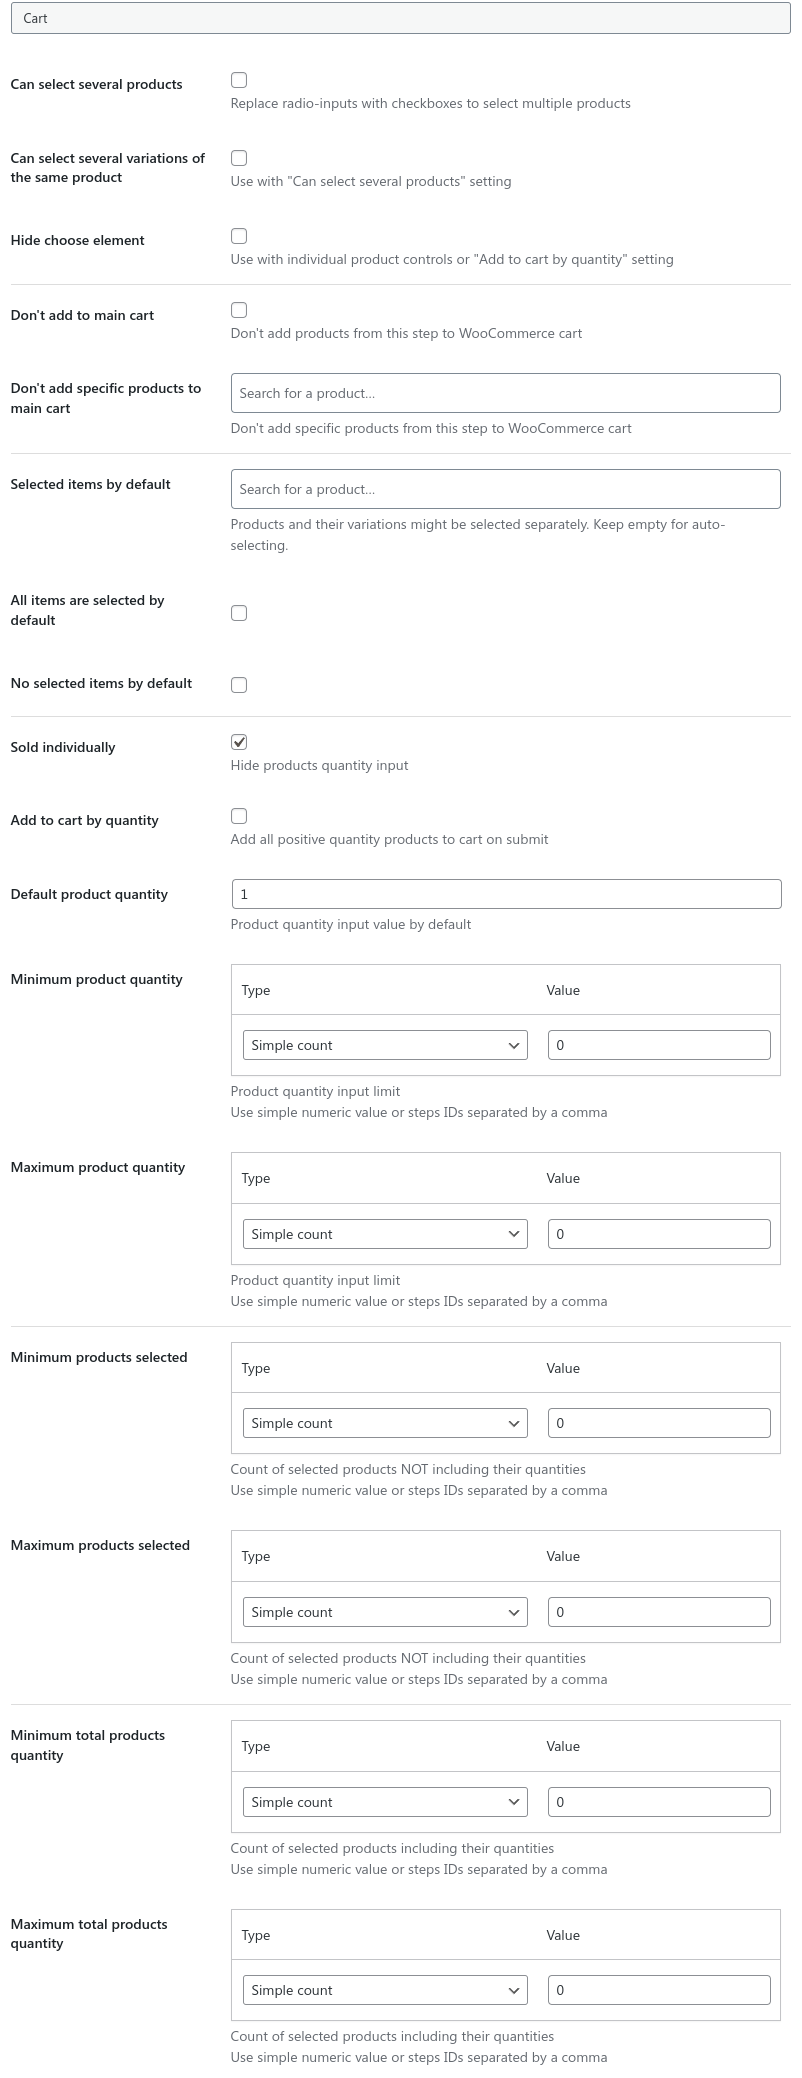 Cart
Can select several products
Replace radio-inputs with checkboxes to select multiple products
Can select several variations of
the same product
Use with "Can select several products" setting
Hide choose element
Use with individual product controls or "Add to cart by quantity" setting
Don't add to main cart
Don't add products from this step to WooCommerce cart
Don't add specific products to
main cart
Search for a product...
Don't add specific products from this step to WooCommerce cart
Selected items by default
Search for a product...
Products and their variations might be selected separately. Keep empty for auto-
selecting.
All items are selected by
default
No selected items by default
Sold individually
Hide products quantity input
Add to cart by quantity
Add all positive quantity products to cart on submit
Default product quantity
1
Product quantity input value by default
Minimum product quantity
Type Value
Simple count 0
Product quantity input limit
Use simple numeric value or steps IDs separated by a comma
Maximum product quantity
Type Value
Simple count 0
Product quantity input limit
Use simple numeric value or steps IDs separated by a comma
Minimum products selected
Type Value
Simple count 0
Count of selected products NOT including their quantities
Use simple numeric value or steps IDs separated by a comma
Maximum products selected
Type Value
Simple count 0
Count of selected products NOT including their quantities
Use simple numeric value or steps IDs separated by a comma
Minimum total products
quantity
Type Value
Simple count 0
Count of selected products including their quantities
Use simple numeric value or steps IDs separated by a comma
Maximum total products
quantity
Type Value
Simple count 0
Count of selected products including their quantities
Use simple numeric value or steps IDs separated by a comma